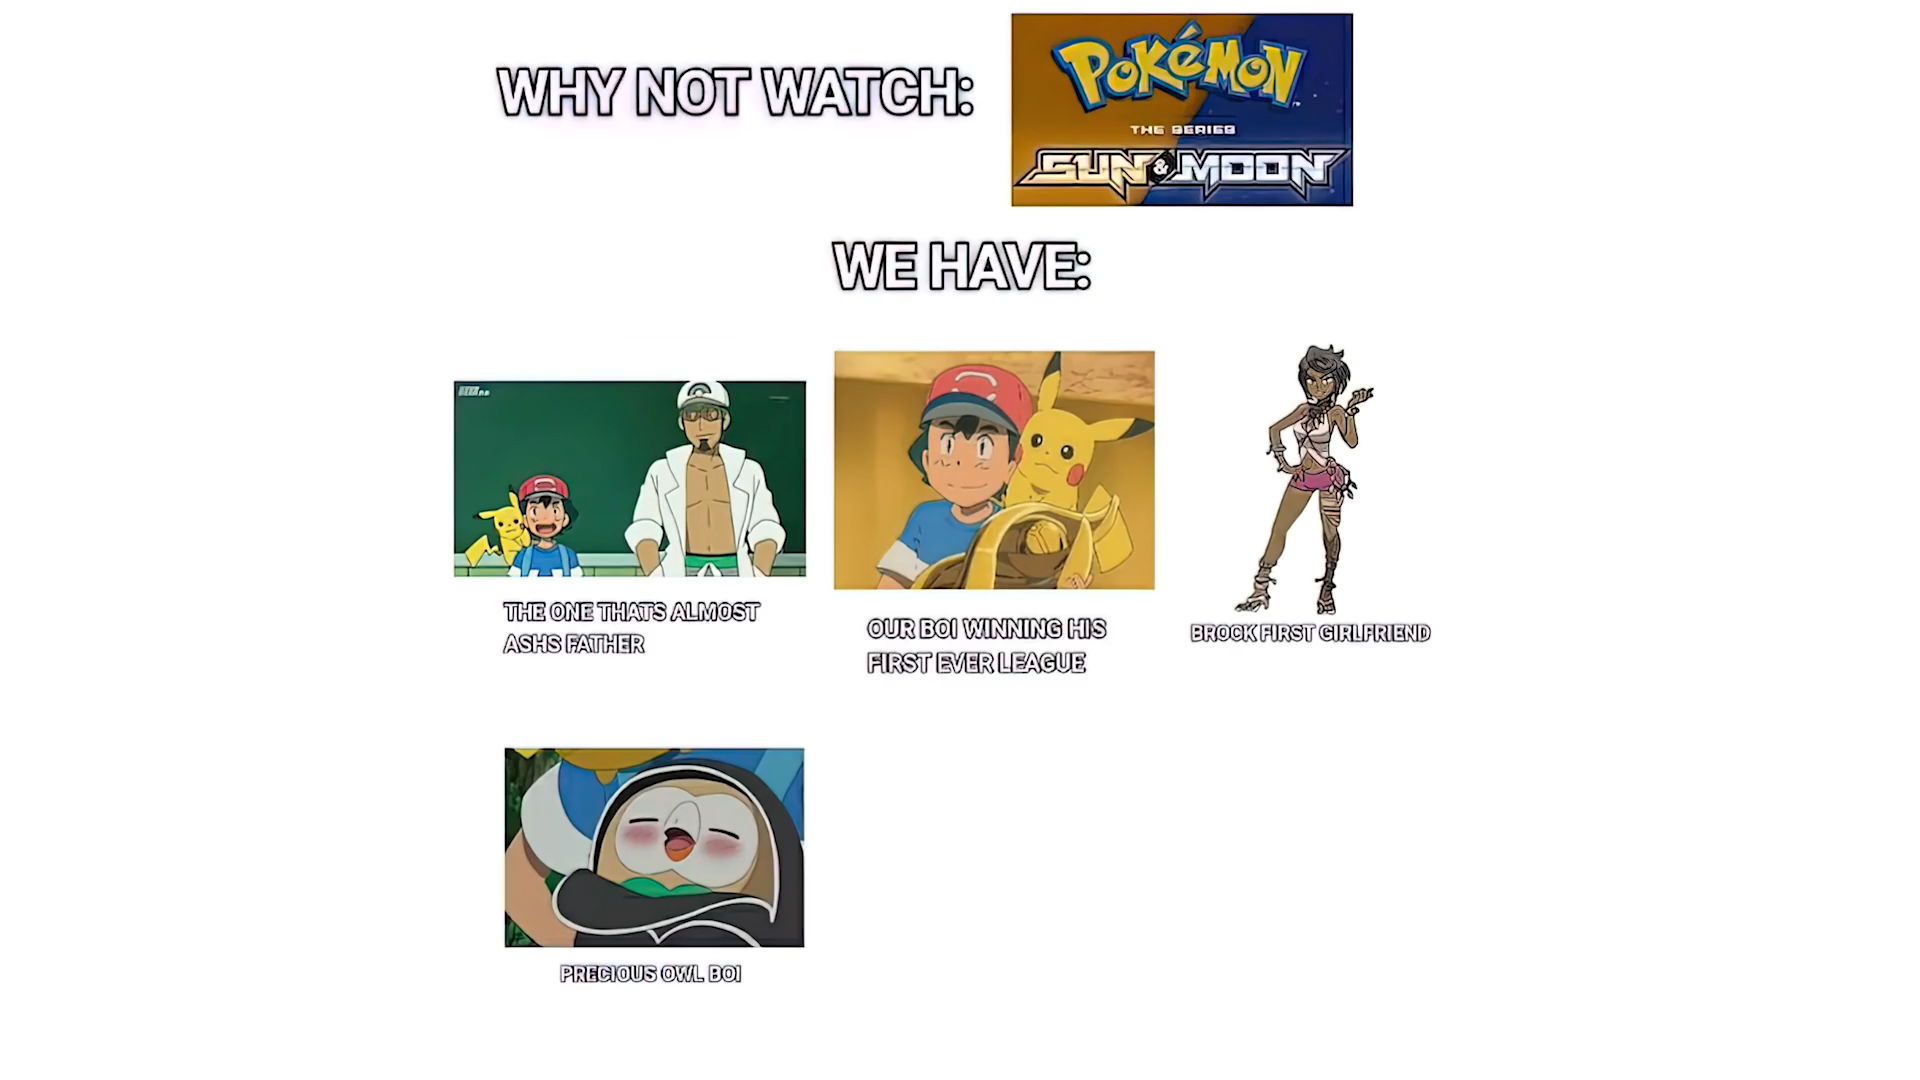 WHY NOT WATCH:
POKéMON
THE SERIES
SUN & MOON
WE HAVE:
THE ONE THATS ALMOST
ASHS FATHER
OUR BOI WINNING HIS
FIRST EVER LEAGUE
BROCK FIRST GIRLFRIEND
PRECIOUS OWL BOI